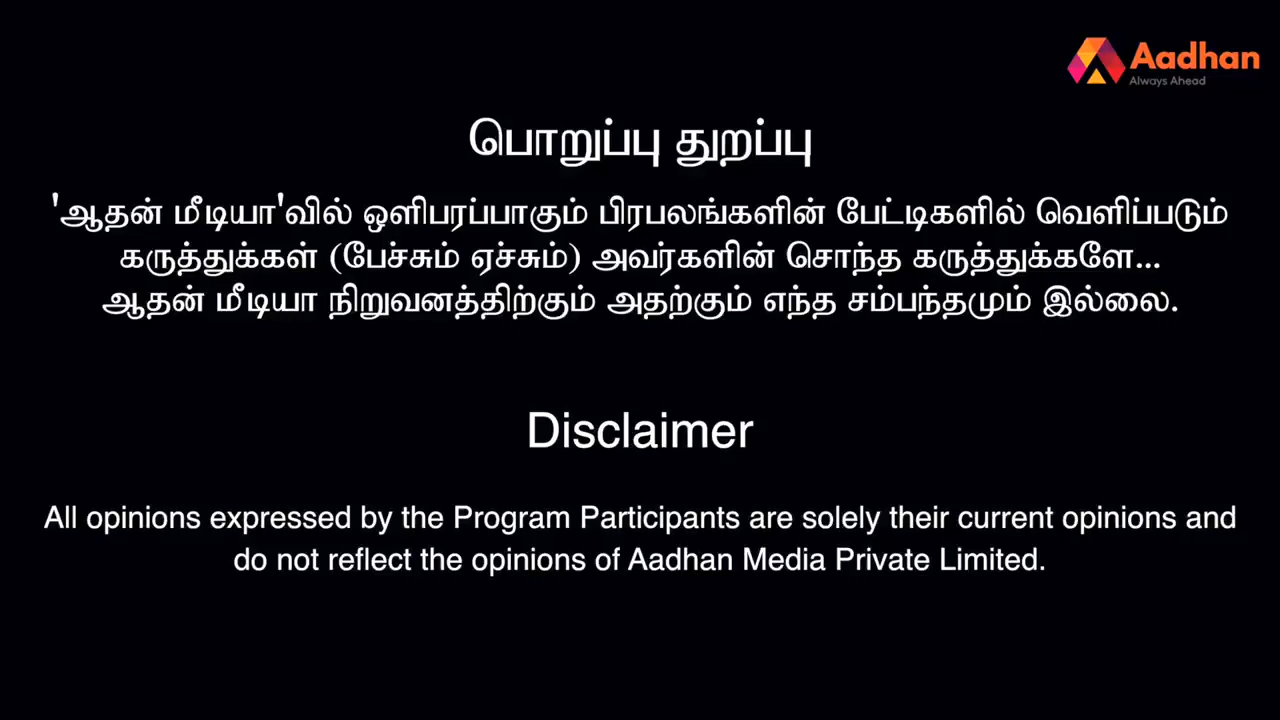 Aadhan
Always Ahead
பொறுப்பு துறப்பு
'ஆதன் மீடியா'வில் ஒளிபரப்பாகும் பிரபலங்களின் பேட்டிகளில் வெளிப்படும்
கருத்துக்கள் (பேச்சும் ஏச்சும்) அவர்களின் சொந்த கருத்துக்களே...
ஆதன் மீடியா நிறுவனத்திற்கும் அதற்கும் எந்த சம்பந்தமும் இல்லை.
Disclaimer
All opinions expressed by the Program Participants are solely their current opinions and
do not reflect the opinions of Aadhan Media Private Limited.